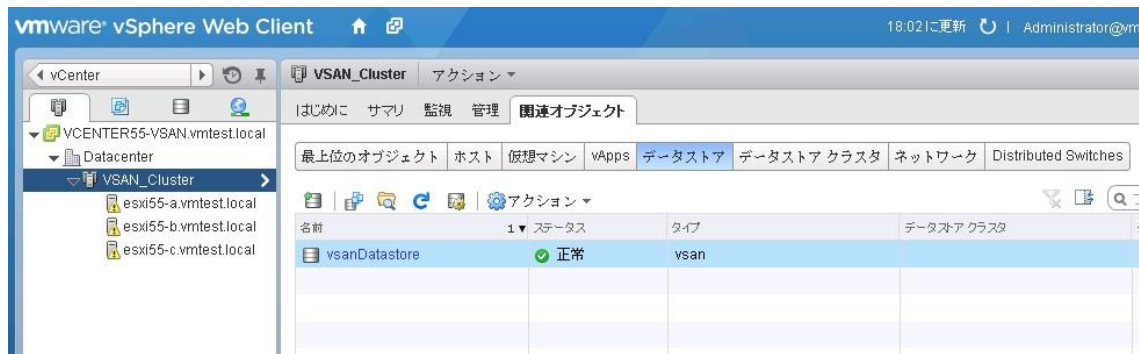 vmware® vSphere Web Client
18:02に更新 | Administrator@vm
vCenter
VSAN_Cluster アクション
はじめに サマリ 監視 管理 関連オブジェクト
VCENTER55-VSAN.vmtest.local
Datacenter
VSAN_Cluster
esxi55-a.vmtest.local
esxi55-b.vmtest.local
esxi55-c.vmtest.local
最上位のオブジェクト ホスト 仮想マシン vApps データストア データストア クラスタ ネットワーク Distributed Switches
アクション
名前 1 ステータス タイプ データストア クラスタ
vsanDatastore 正常 vsan